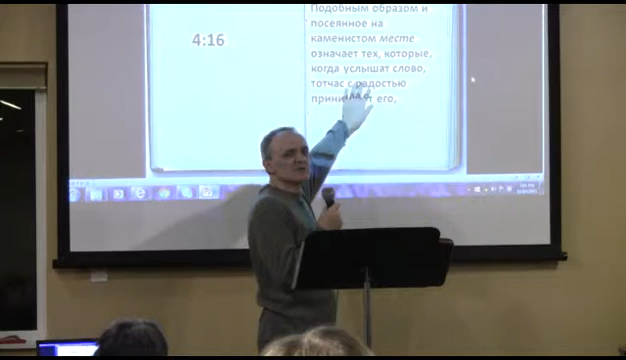 4:16
Подобным образом и
посеянное на
каменистом месте
означает тех, которые,
когда услышат слово,
тотчас с радостью
его,